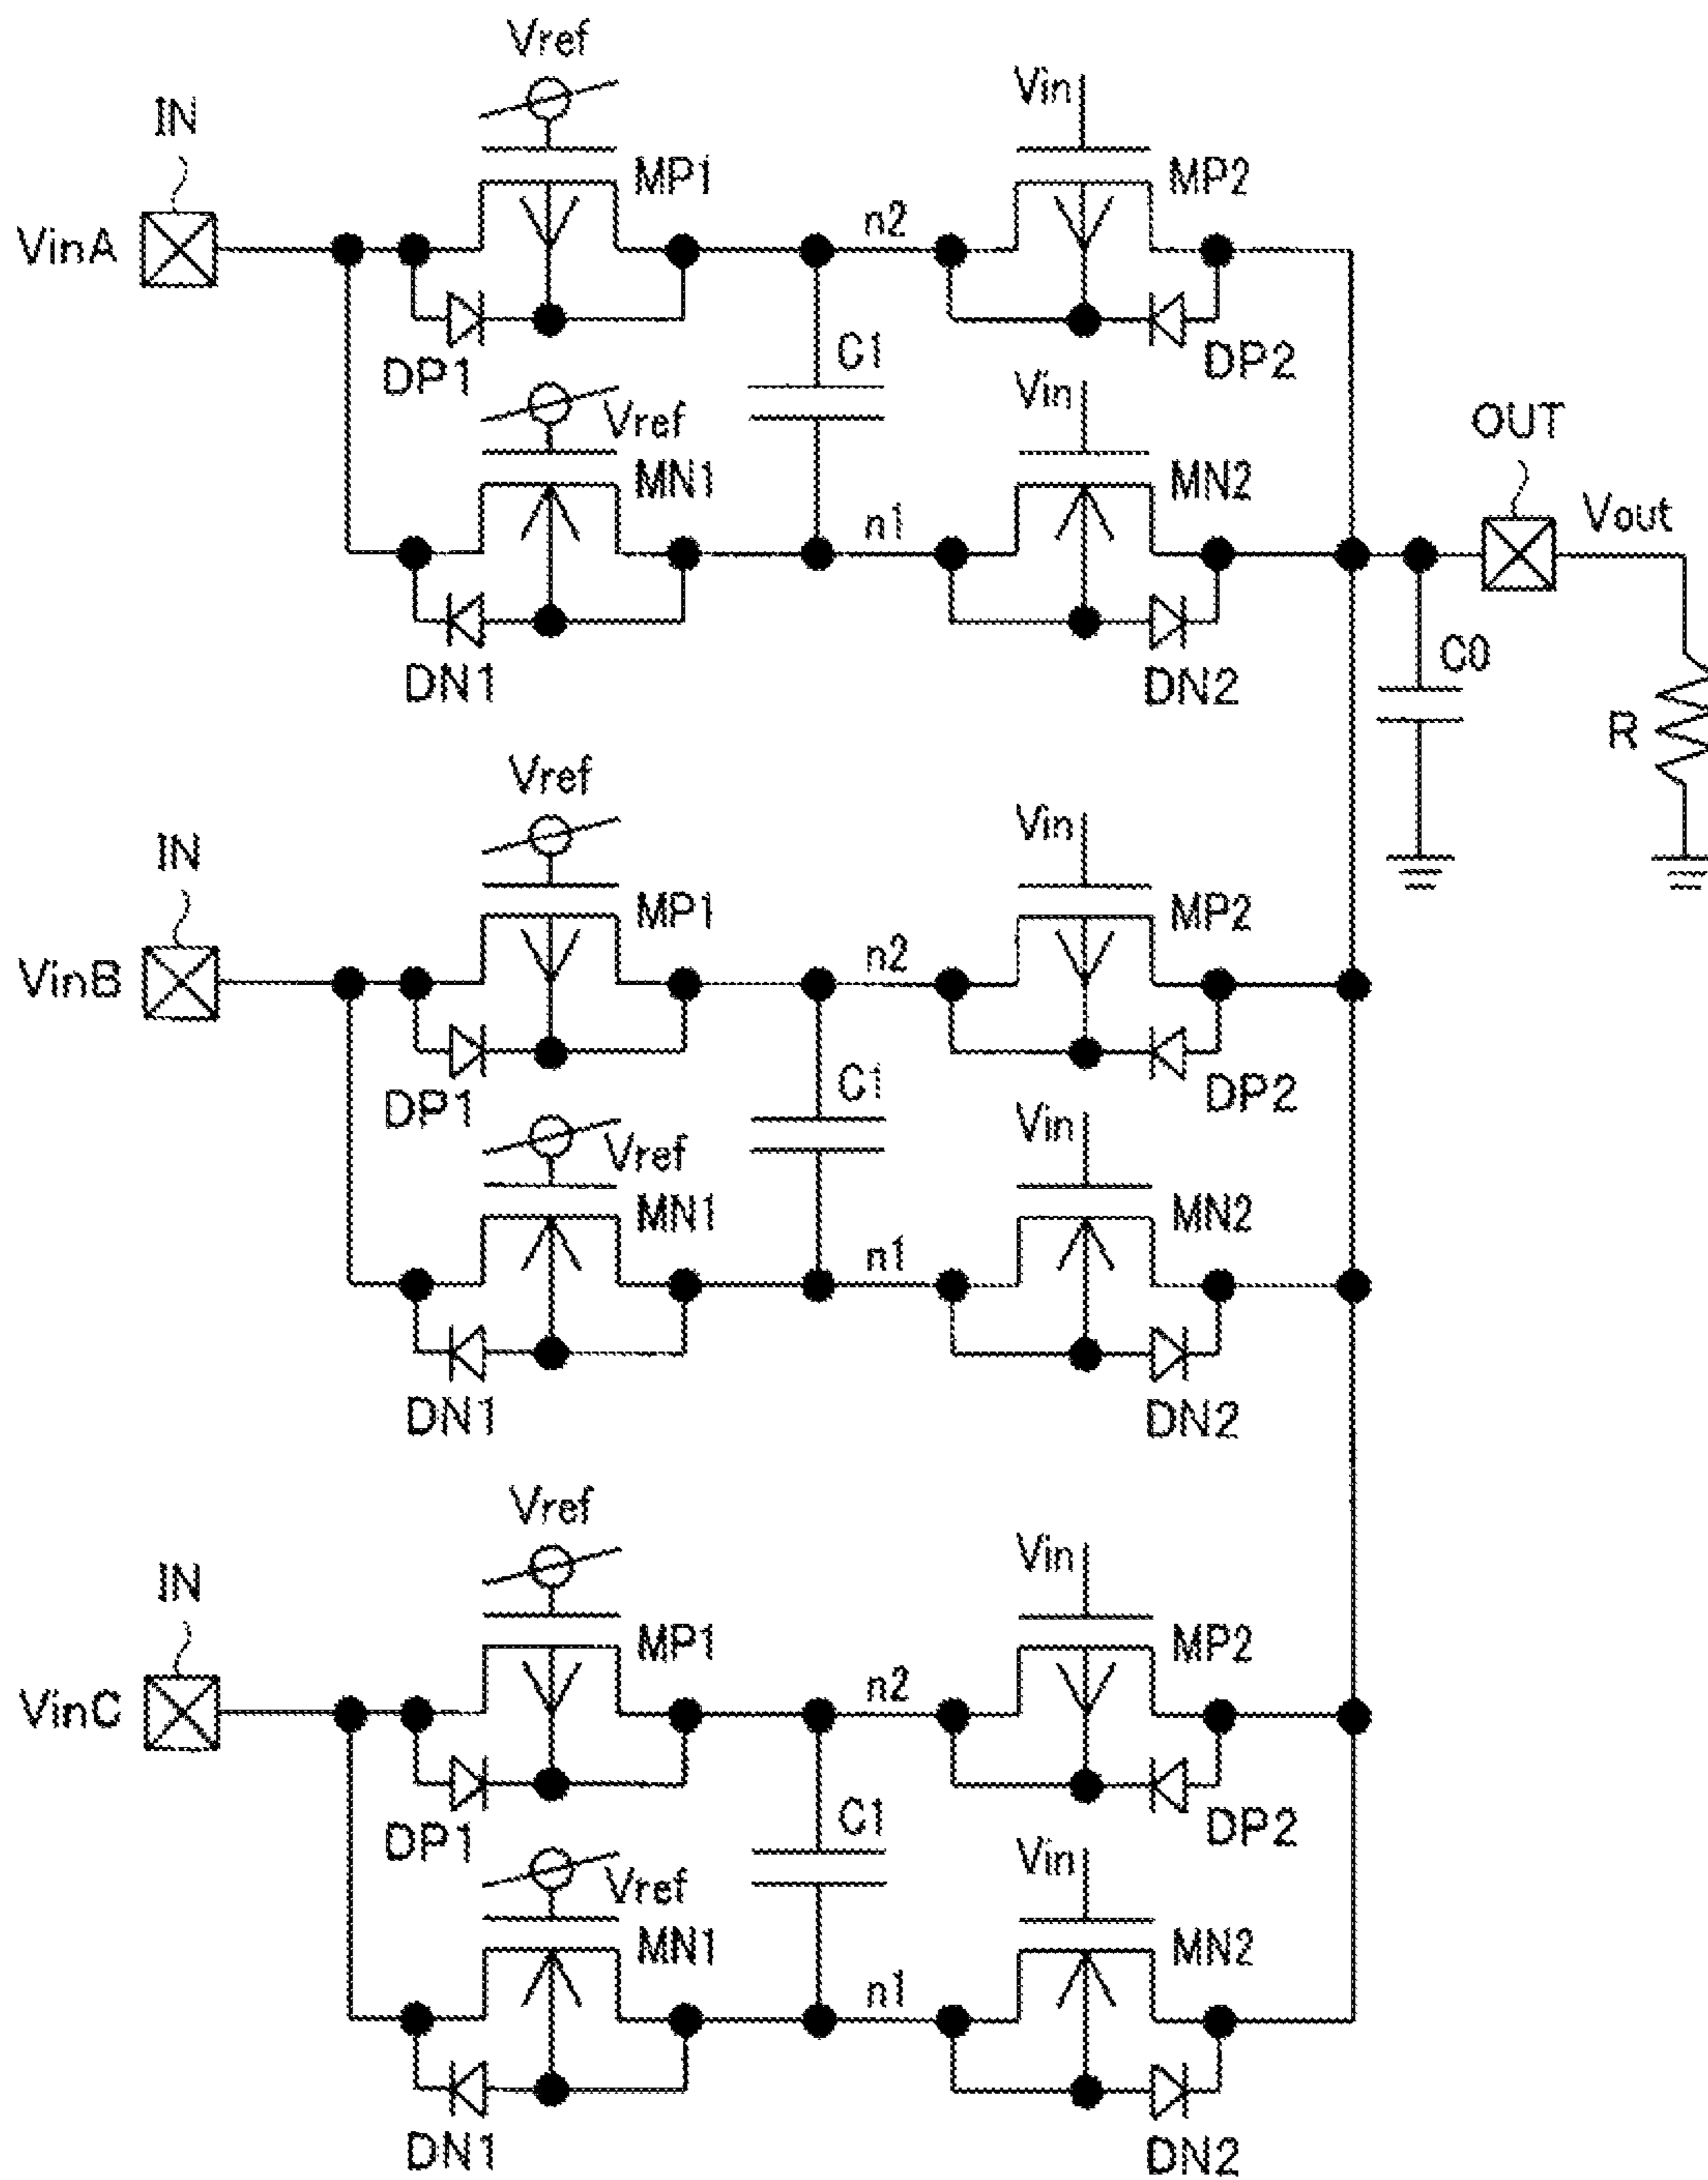 Vref
Vin
IN
MP1
MP2
VinA
n2
DP1
C1
DP2
Vref
Vin
OUT
MN1
MN2
Vout
n1
DN1
DN2
C0
R
Vref
Vin
IN
MP1
MP2
VinB
n2
DP1
C1
DP2
Vref
Vin
MN1
MN2
n1
DN1
DN2
Vref
Vin
IN
MP1
MP2
VinC
n2
DP1
C1
DP2
Vref
Vin
MN1
MN2
n1
DN1
DN2